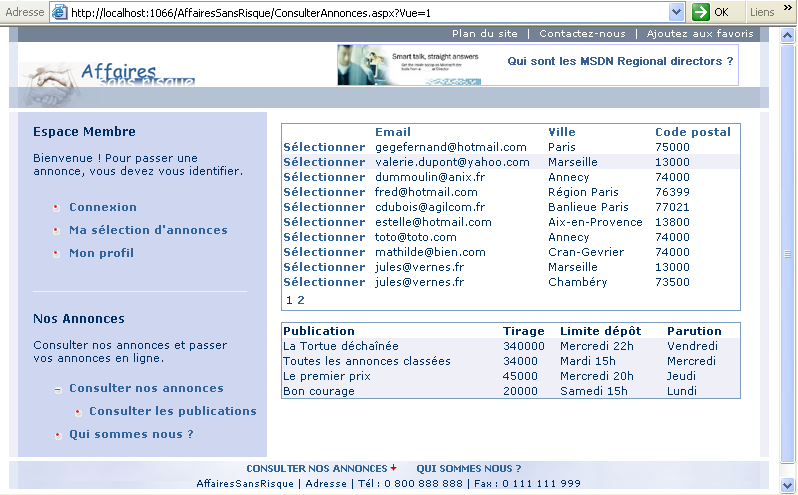 Adresse http://localhost:1066/AffairesSansRisque/ConsulterAnnonces.aspx?Vue=1 OK Liens »
Plan du site | Contactez-nous | Ajoutez aux favoris
Affaires
sans risque
Smart talk, straight answers
Qui sont les MSDN Regional directors ?
Espace Membre
Bienvenue ! Pour passer une
annonce, vous devez vous identifier.
Connexion
Ma sélection d'annonces
Mon profil
Nos Annonces
Consulter nos annonces et passer
vos annonces en ligne.
Consulter nos annonces
Consulter les publications
Qui sommes nous ?
Email Ville Code postal
Sélectionner gegefernand@hotmail.com Paris 75000
Sélectionner valerie.dupont@yahoo.com Marseille 13000
Sélectionner dummoulin@anix.fr Annecy 74000
Sélectionner fred@hotmail.com Région Paris 76399
Sélectionner cdubois@agilcom.fr Banlieue Paris 77021
Sélectionner estelle@hotmail.com Aix-en-Provence 13800
Sélectionner toto@toto.com Annecy 74000
Sélectionner mathilde@bien.com Cran-Gevrier 74000
Sélectionner jules@vernes.fr Marseille 13000
Sélectionner jules@vernes.fr Chambéry 73500
1 2
Publication Tirage Limite dépôt Parution
La Tortue déchaînée 340000 Mercredi 22h Vendredi
Toutes les annonces classées 34000 Mardi 15h Mercredi
Le premier prix 45000 Mercredi 20h Jeudi
Bon courage 20000 Samedi 15h Lundi
CONSULTER NOS ANNONCES + QUI SOMMES NOUS ?
AffairesSansRisque | Adresse | Tél : 0 800 888 888 | Fax : 0 111 111 999